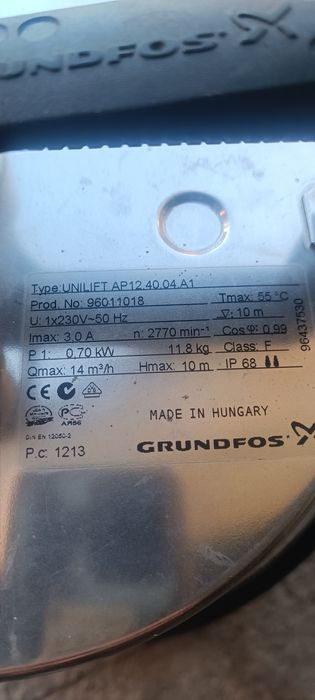 GRUNDFOS
Type:UNILIFT AP12.40.04.A1
Prod. No: 96011018 Tmax: 55 °C
U: 1x230V~50 Hz ▽: 10 m
Imax: 3,0 A n: 2770 min⁻¹ Cos φ: 0,99
P 1: 0,70 kW 11.8 kg Class: F
Qmax: 14 m³/h Hmax: 10 m IP 68
96437530
CE
AM56
MADE IN HUNGARY
DIN EN 12050-2
GRUNDFOS
P.c: 1213